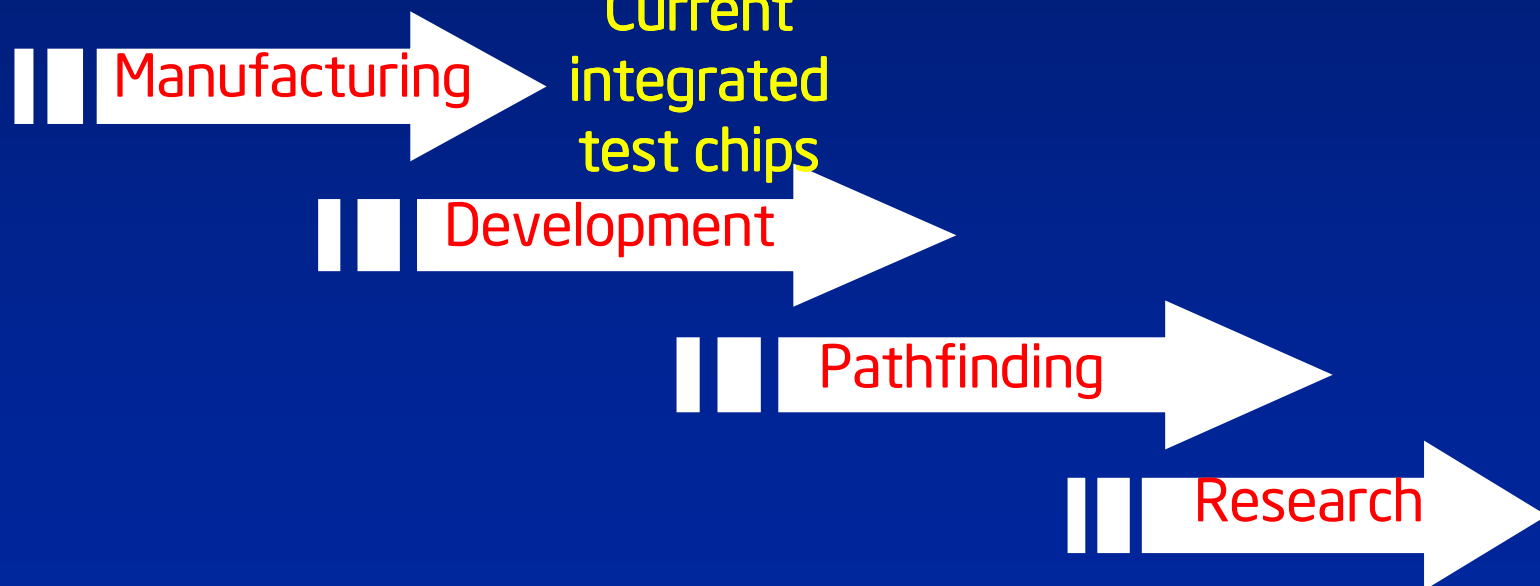 Current
Manufacturing
integrated
test chips
Development
Pathfinding
Research